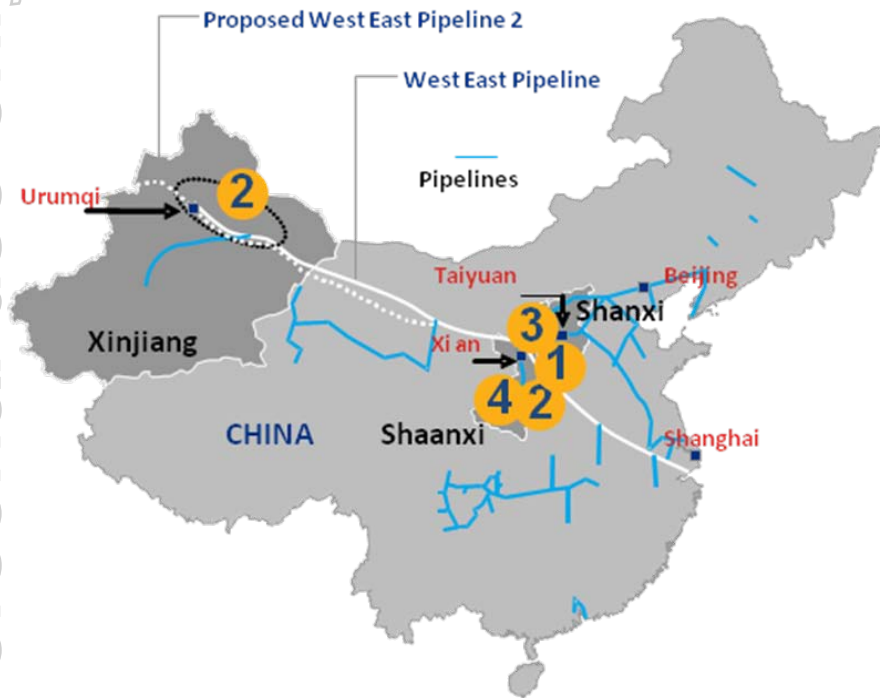 Proposed West East Pipeline 2
West East Pipeline
Pipelines
Urumqi
2
Taiyuan
Beijing
Shanxi
3
Xinjiang
Xi an
1
4
2
CHINA
Shaanxi
Shanghai